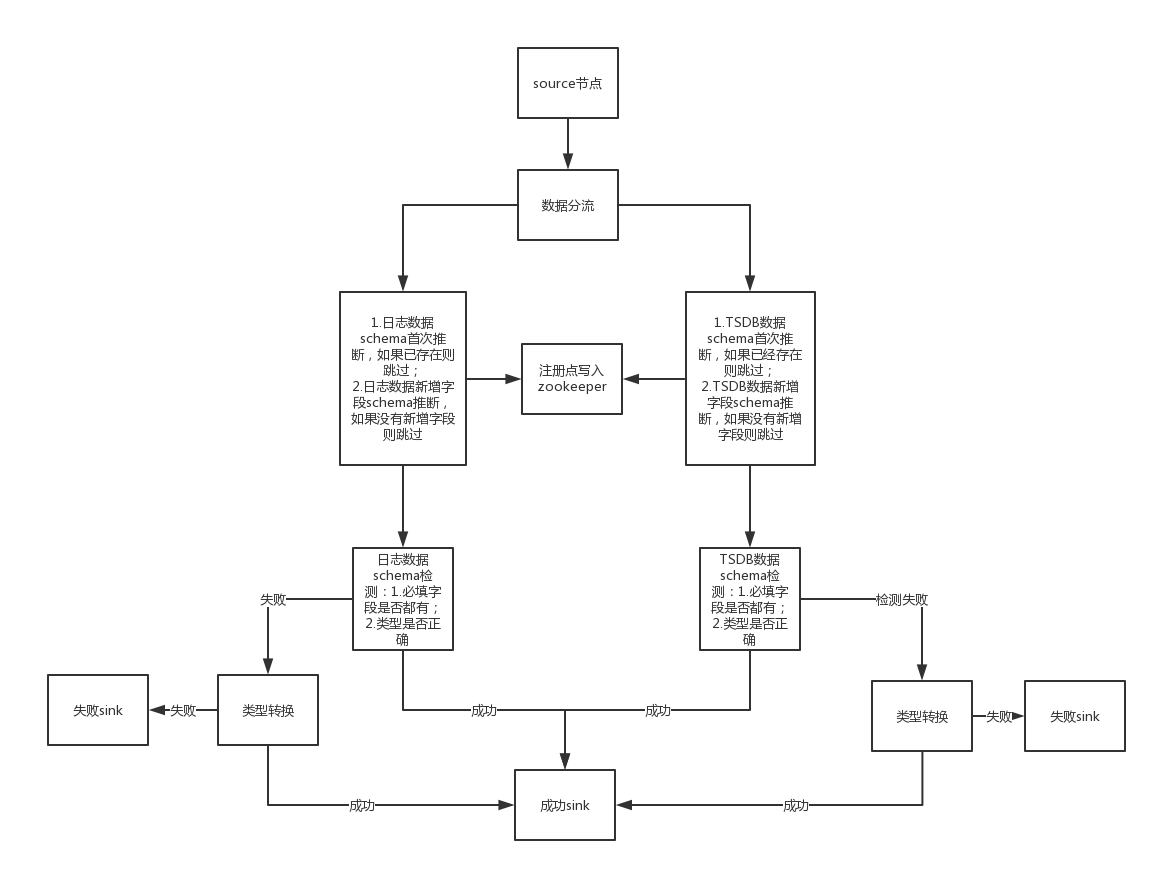 source节点
数据分流
1.日志数据
schema首次推
断，如果已存在则
跳过；
2.日志数据新增字
段schema推断，
如果没有新增字段
则跳过
注册点写入
zookeeper
1.TSDB数据
schema首次推
断，如果已经存在
则跳过；
2.TSDB数据新增
字段schema推
断，如果没有新增
字段则跳过
日志数据
schema检
测：1.必填字
段是否都有；
2.类型是否正
确
TSDB数据
schema检
测：1.必填字
段是否都有；
2.类型是否正
确
失败
检测失败
失败sink
失败
类型转换
成功
成功
类型转换
失败
失败sink
成功
成功sink
成功